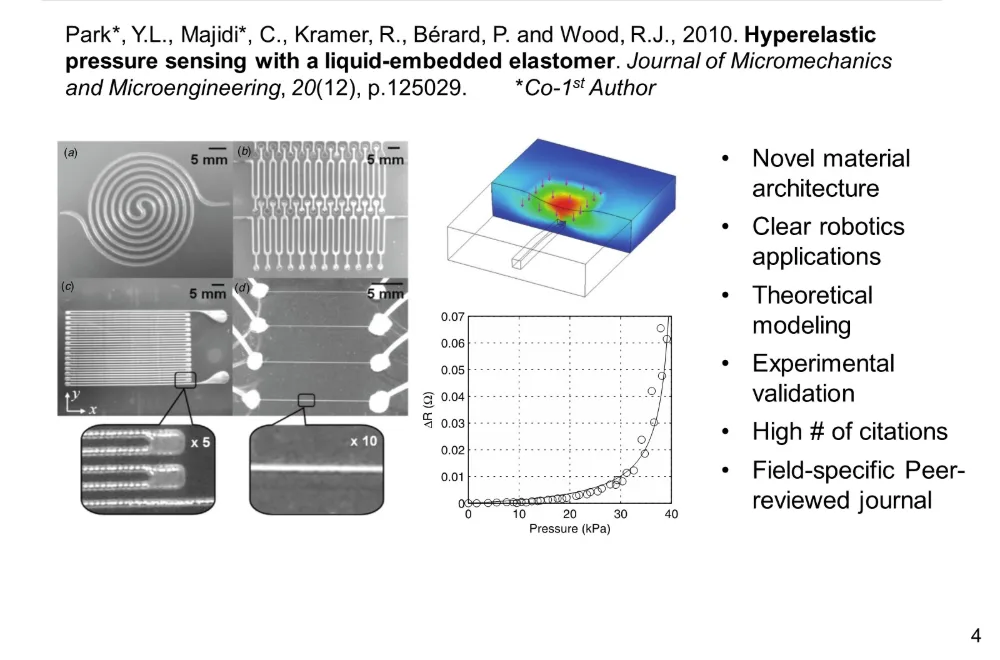 Park*, Y.L., Majidi*, C., Kramer, R., Bérard, P. and Wood, R.J., 2010. Hyperelastic
pressure sensing with a liquid-embedded elastomer. Journal of Micromechanics
and Microengineering, 20(12), p.125029. *Co-1st Author
(a)
5 mm
(b)
5 mm
(c)
5 mm
(d)
5 mm
y
x
x 5
x 10
0.07
0.06
0.05
0.04
0.03
0.02
0.01
0
ΔR (Ω)
0 10 20 30 40
Pressure (kPa)
• Novel material
architecture
• Clear robotics
applications
• Theoretical
modeling
• Experimental
validation
• High # of citations
• Field-specific Peer-
reviewed journal
4